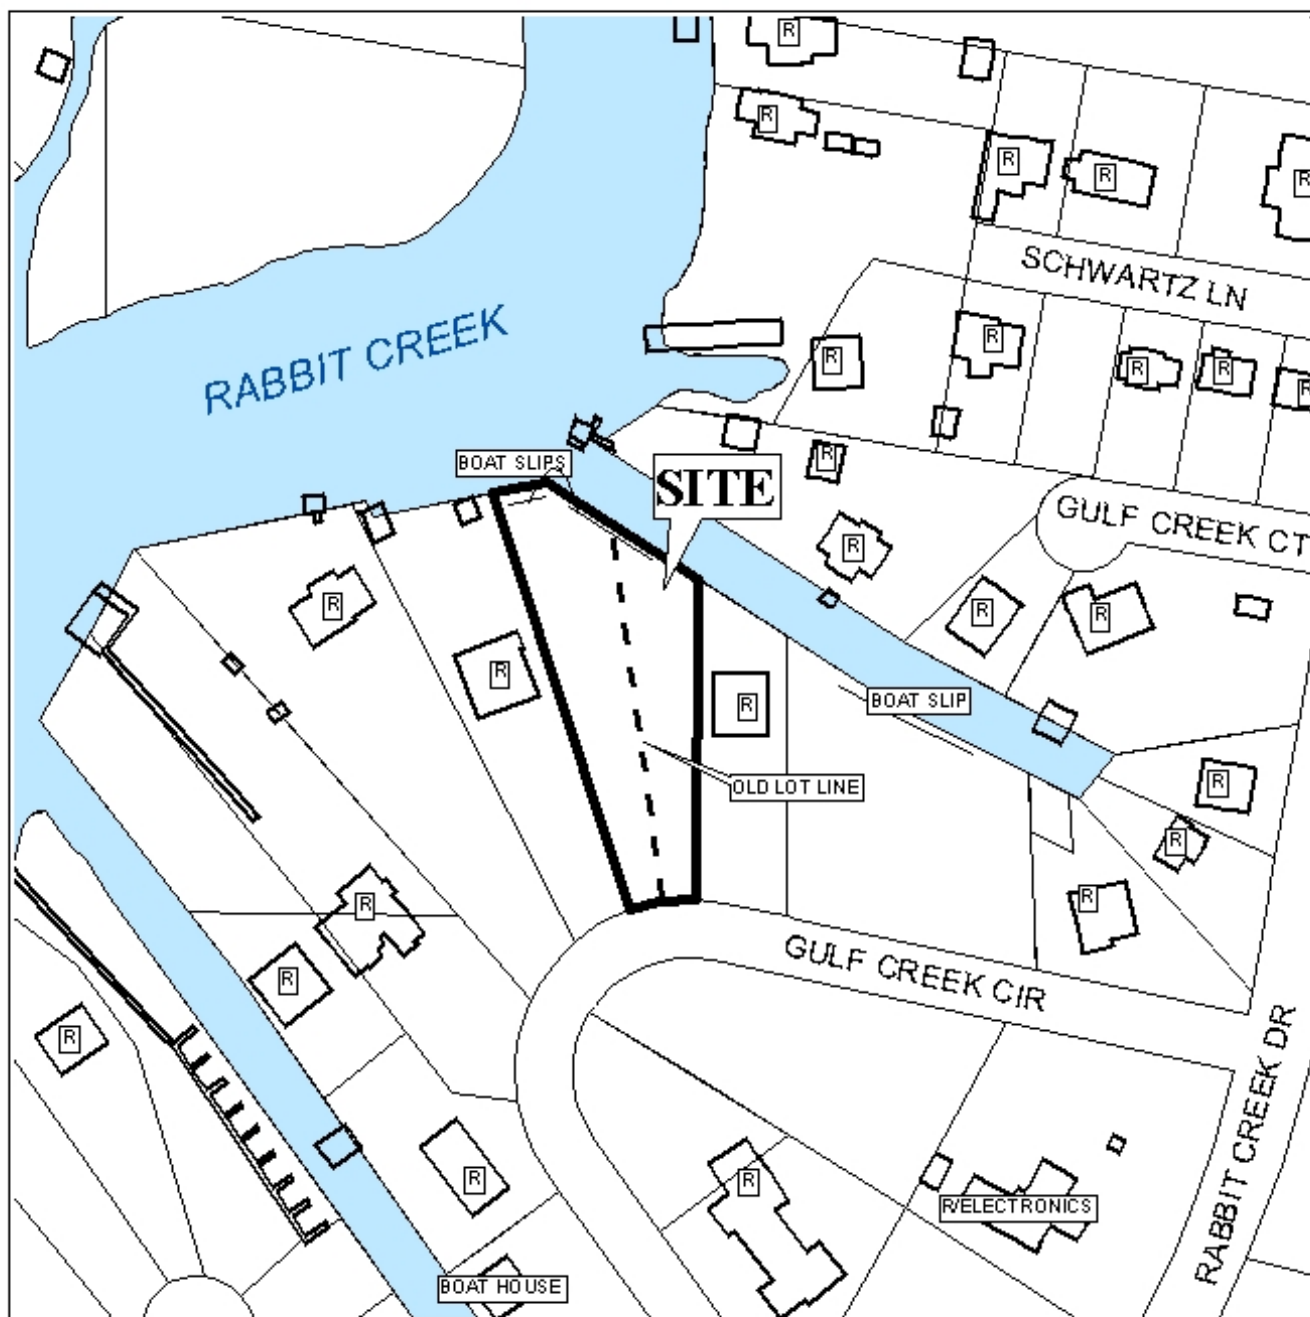 R
R
R
R
R
SCHWARTZ LN
RABBIT CREEK
R
R
R
R
R
BOAT SLIPS
R
SITE
GULF CREEK CT
R
R
R
R
R
R
BOAT SLIP
R
OLD LOT LINE
R
R
R
R
GULF CREEK CIR
R
R
RABBIT CREEK DR
R
R
R/ELECTRONICS
BOAT HOUSE